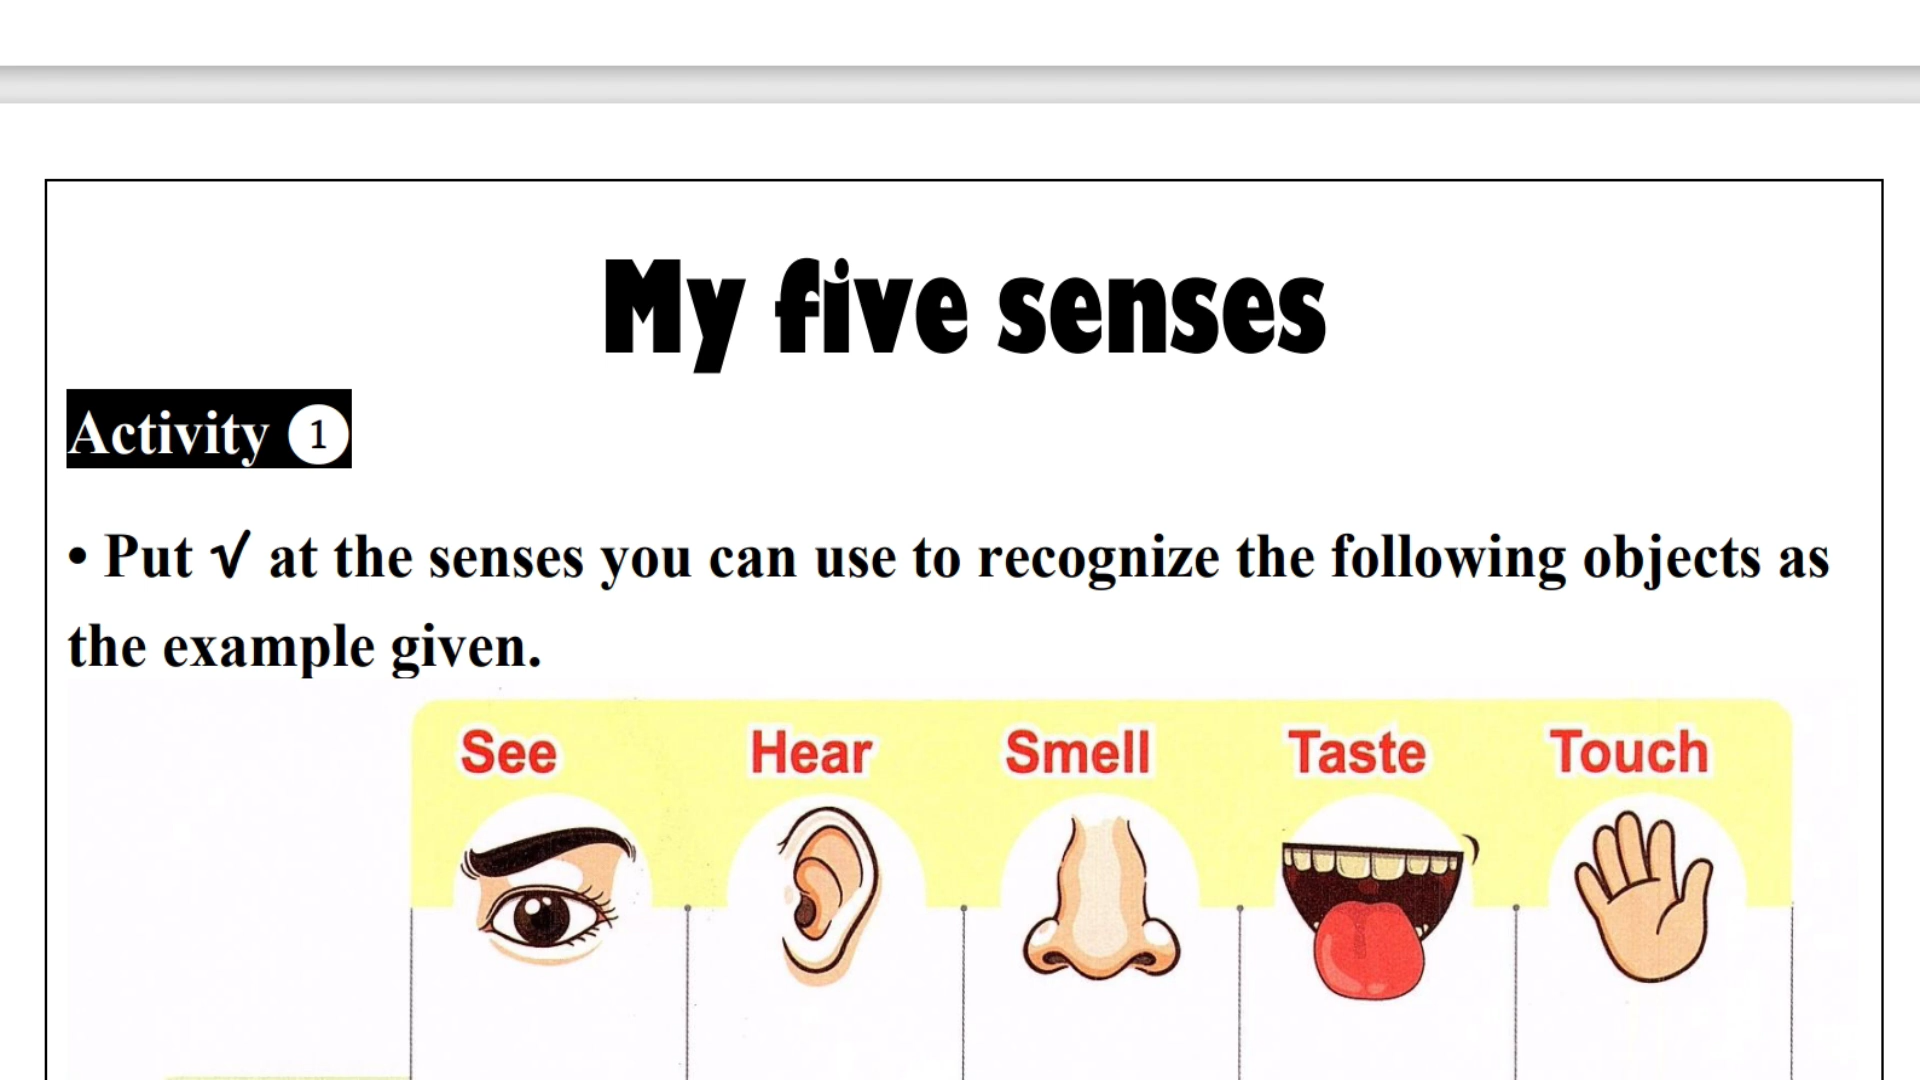 My five senses
Activity 1
• Put √ at the senses you can use to recognize the following objects as
the example given.
See Hear Smell Taste Touch